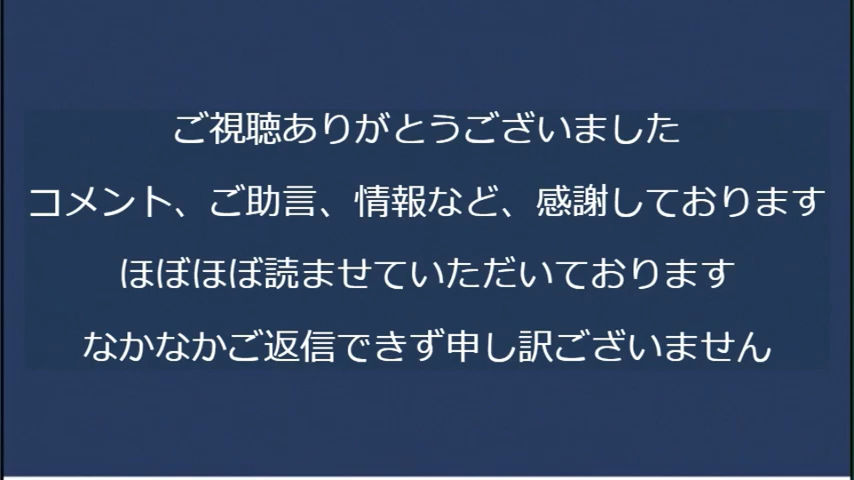 ご視聴ありがとうございました
コメント、ご助言、情報など、感謝しております
ほぼほぼ読ませていただいております
なかなかご返信できず申し訳ございません